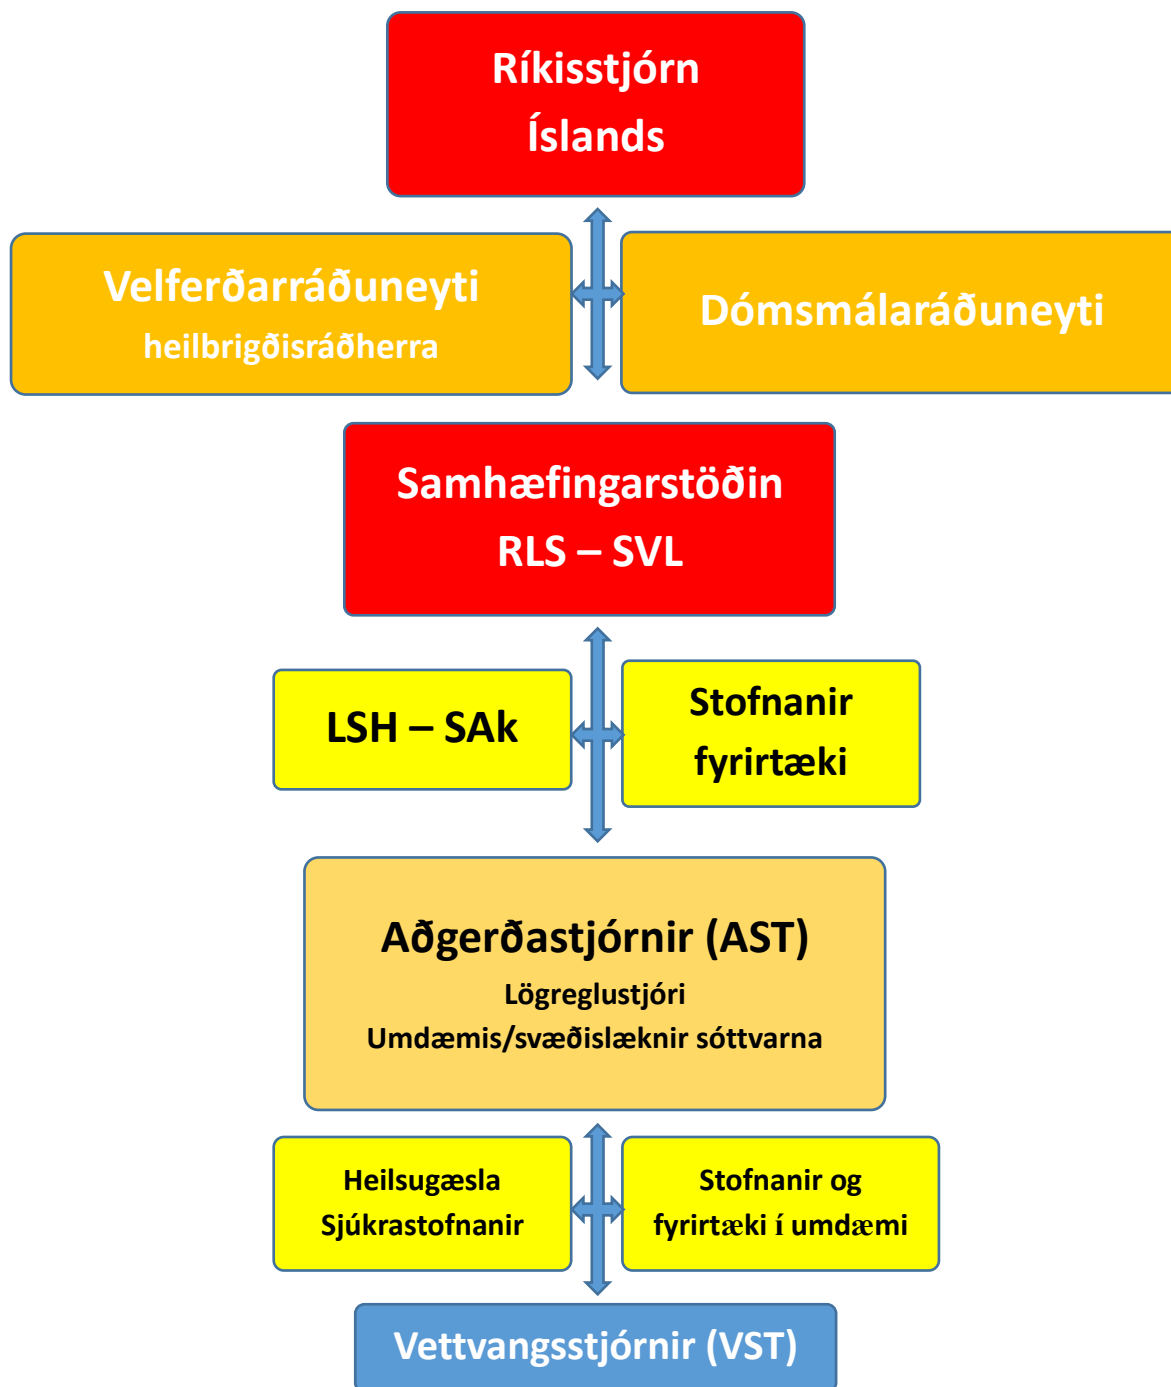 Ríkisstjórn
Íslands
Velferðarráðuneyti
heilbrigðisráðherra
Dómsmálaráðuneyti
Samhæfingarstöðin
RLS – SVL
LSH – SAk
Stofnanir
fyrirtæki
Aðgerðastjórnir (AST)
Lögreglustjóri
Umdæmis/svæðislæknir sóttvarna
Heilsugæsla
Sjúkrastofnanir
Stofnanir og
fyrirtæki í umdæmi
Vettvangsstjórnir (VST)